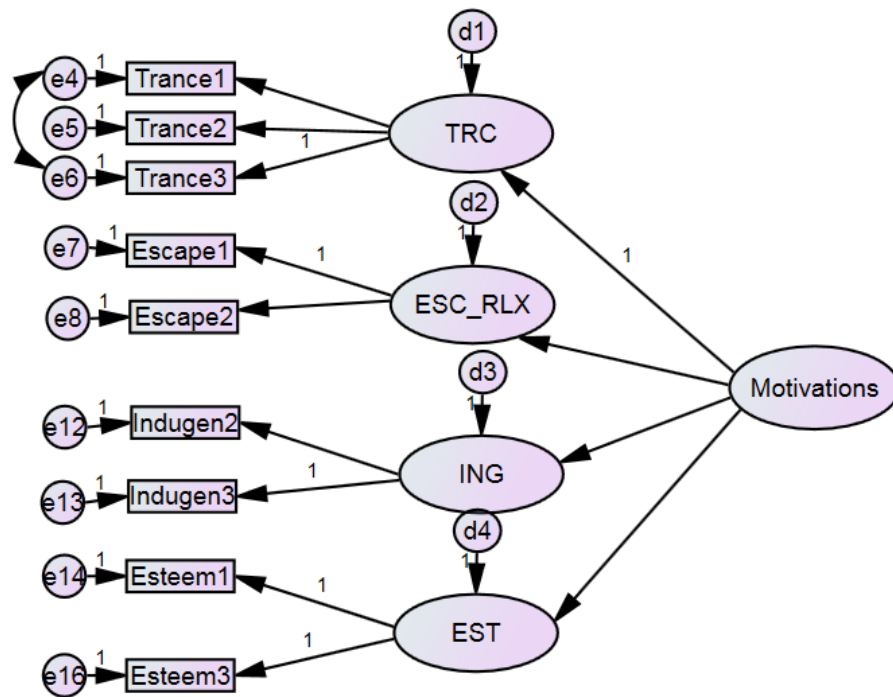 d1
1
e4 1 Trance1
e5 1 Trance2
1
TRC
e6 1 Trance3
d2
1
e7 1 Escape1
1
1
ESC_RLX
e8 1 Escape2
d3
1
Motivations
e12 1 Indugen2
ING
e13 1 Indugen3
1
d4
1
e14 1 Esteem1
1
EST
1
e16 1 Esteem3